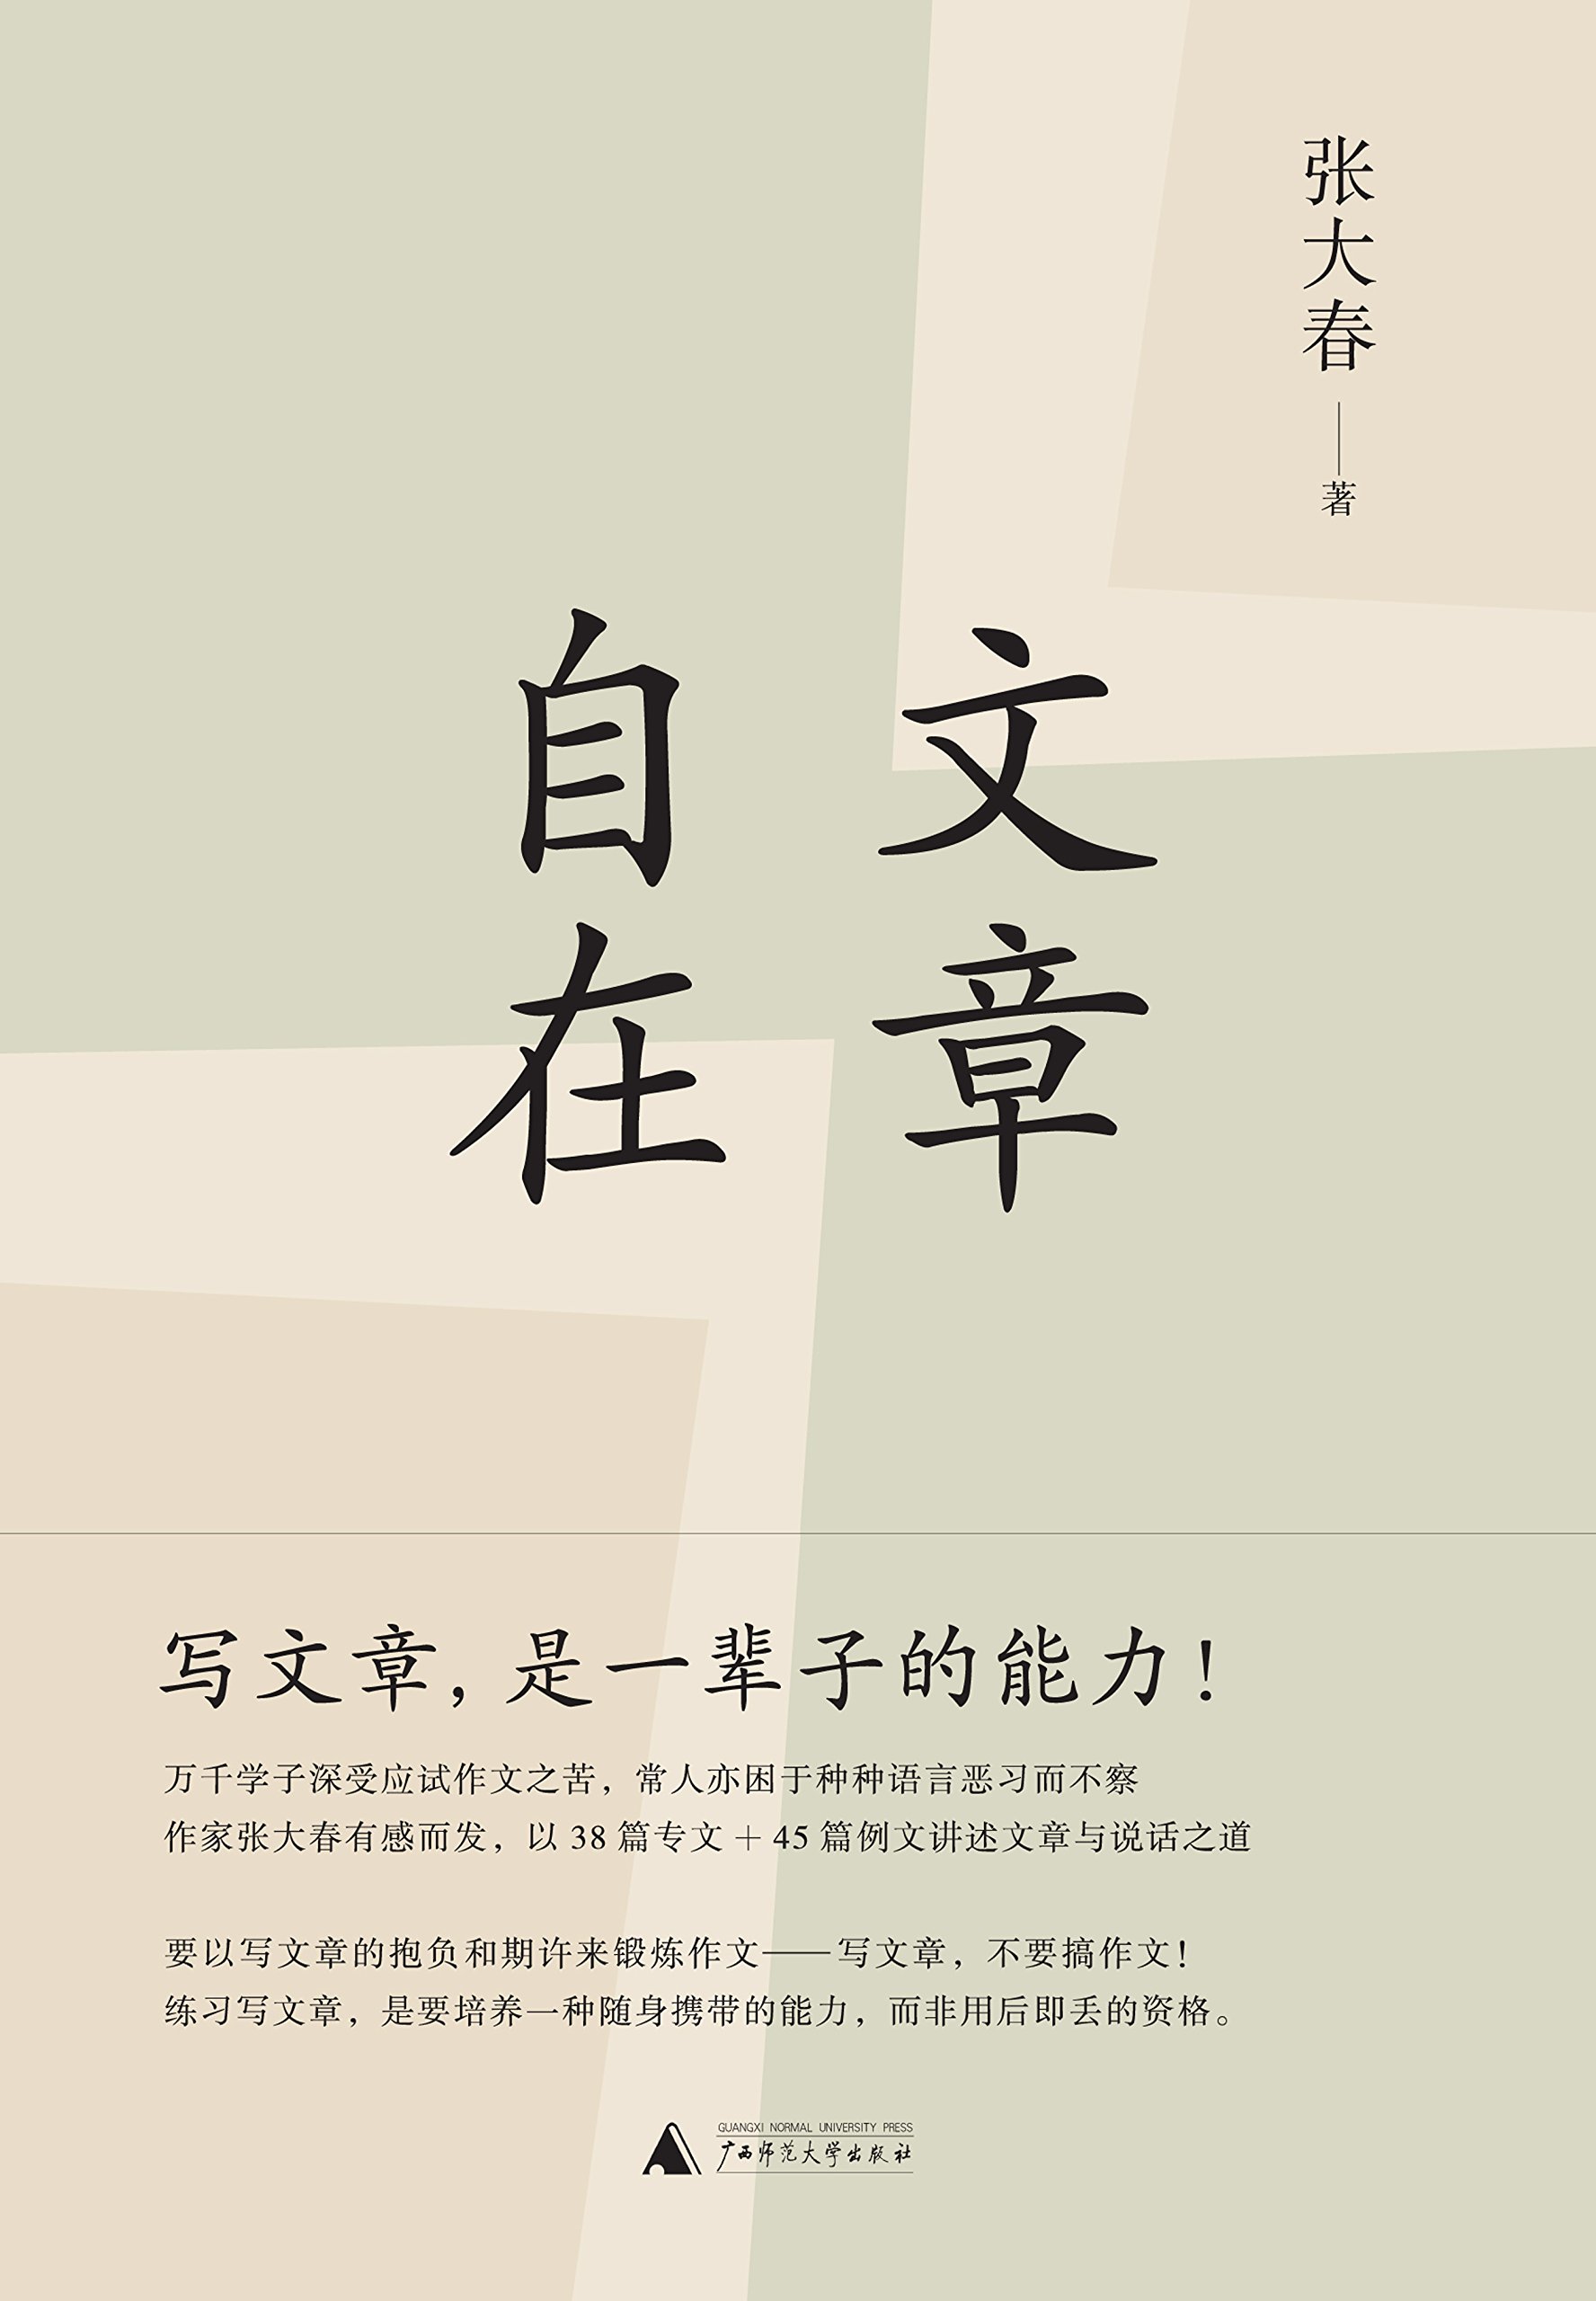 张大春——著
文章
自在
写文章,是一辈子的能力!
万千学子深受应试作文之苦,常人亦困于种种语言恶习而不察
作家张大春有感而发,以 38 篇专文+45 篇例文讲述文章与说话之道
要以写文章的抱负和期许来锻炼作文——写文章,不要搞作文!
练习写文章,是要培养一种随身携带的能力,而非用后即丢的资格。
GUANGXI NORMAL UNIVERSITY PRESS
广西师范大学出版社